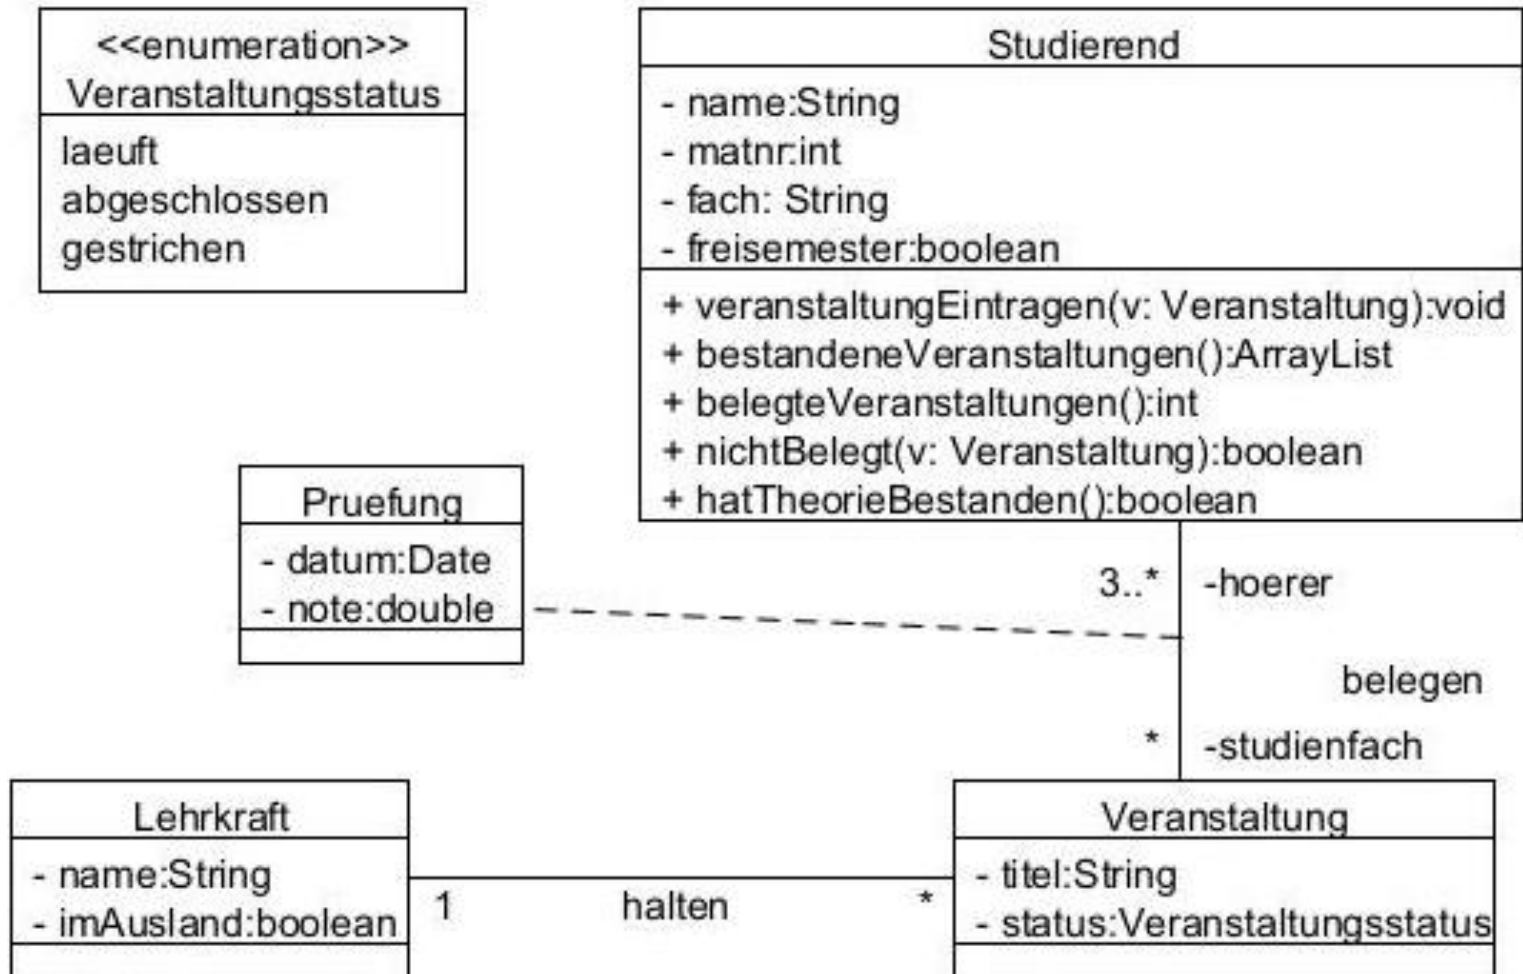 <<enumeration>>
Veranstaltungsstatus
laeuft
abgeschlossen
gestrichen
Studierend
- name:String
- matnr:int
- fach: String
- freisemester:boolean
+ veranstaltungEintragen(v: Veranstaltung):void
+ bestandeneVeranstaltungen():ArrayList
+ belegteVeranstaltungen():int
+ nichtBelegt(v: Veranstaltung):boolean
+ hatTheorieBestanden():boolean
Pruefung
- datum:Date
- note:double
3..* -hoerer
belegen
* -studienfach
Lehrkraft
- name:String
- imAusland:boolean
1 halten *
Veranstaltung
- titel:String
- status:Veranstaltungsstatus